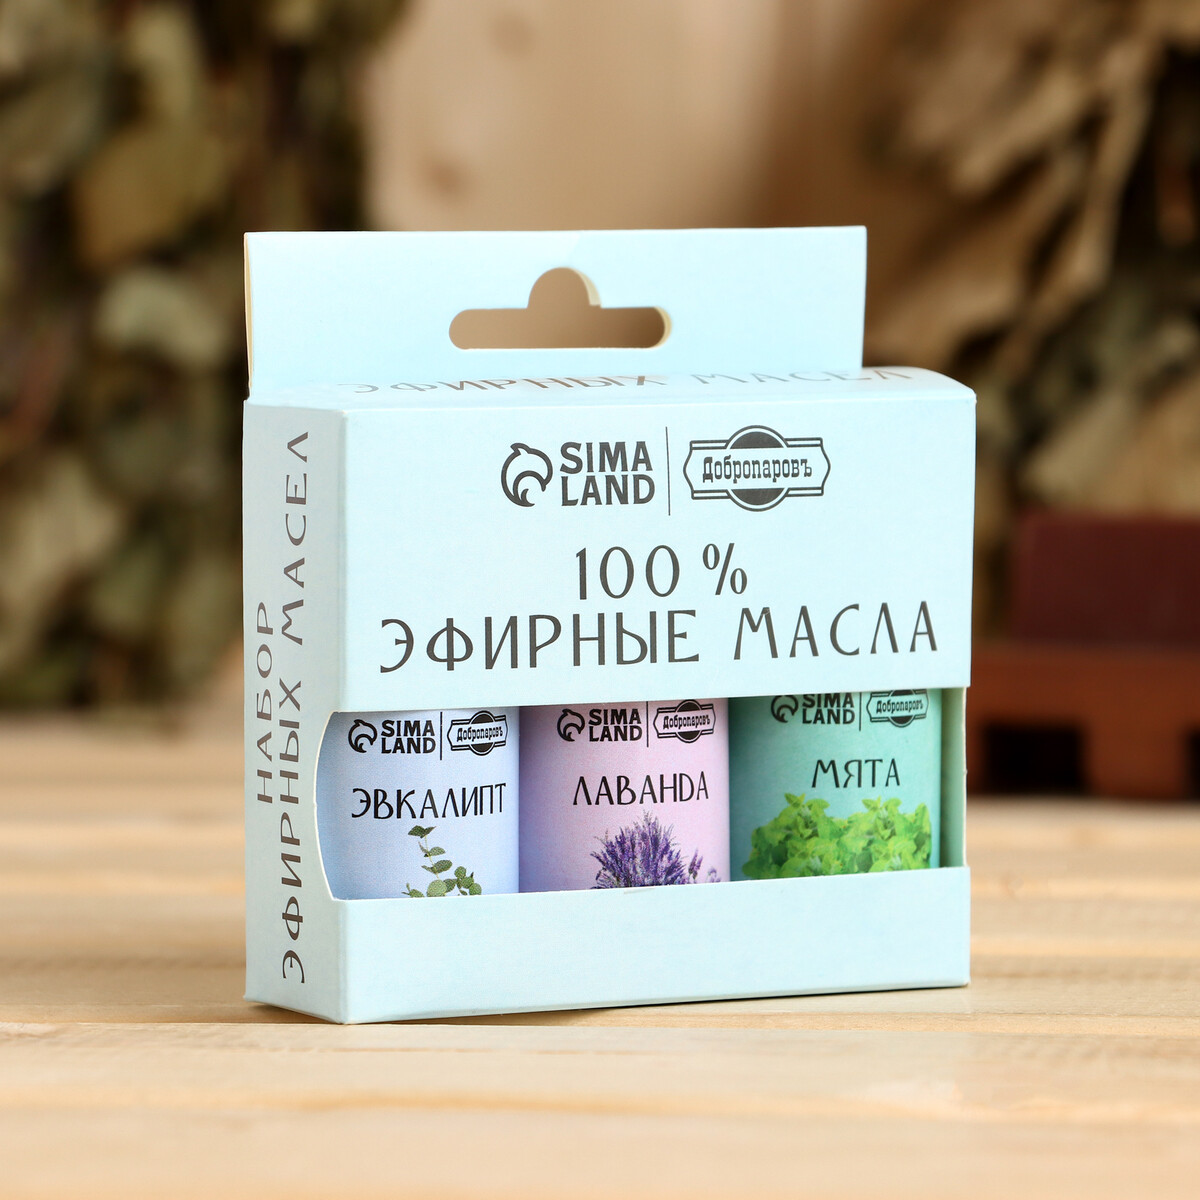 ЭФИРНЫХ МАСЕЛ
НАБОР
ЭФИРНЫХ МАСЕЛ
SIMA
LAND
Добропаровъ
100 %
ЭФИРНЫЕ МАСЛА
SIMA
LAND
Добропаровъ
ЭВКАЛИПТ
SIMA
LAND
Добропаровъ
ЛАВАНДА
SIMA
LAND
Добропаровъ
МЯТА